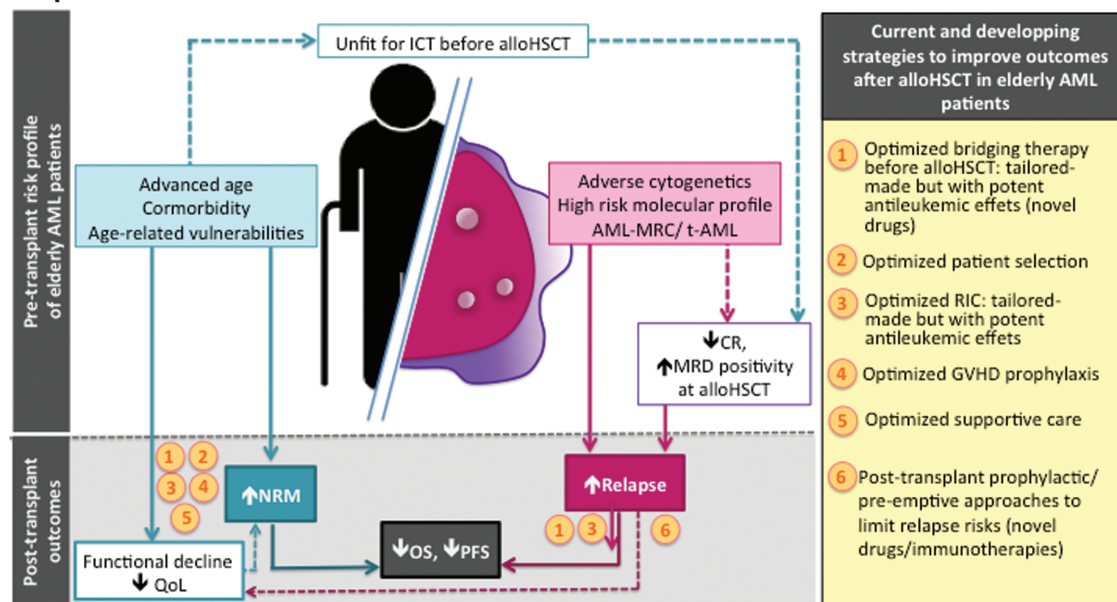 Pre-transplant risk profile
of elderly AML patients
Unfit for ICT before alloHSCT
Advanced age
Cormorbidity
Age-related vulnerabilities
Adverse cytogenetics
High risk molecular profile
AML-MRC/ t-AML
↓CR,
↑MRD positivity
at alloHSCT
Post-transplant
outcomes
1 2
3 4
5
↑NRM
↑Relapse
1 3 6
↓OS, ↓PFS
Functional decline
↓ QoL
Current and developping
strategies to improve outcomes
after alloHSCT in elderly AML
patients
1 Optimized bridging therapy
before alloHSCT: tailored-
made but with potent
antileukemic effets (novel
drugs)
2 Optimized patient selection
3 Optimized RIC: tailored-
made but with potent
antileukemic effets
4 Optimized GVHD prophylaxis
5 Optimized supportive care
6 Post-transplant prophylactic/
pre-emptive approaches to
limit relapse risks (novel
drugs/immunotherapies)